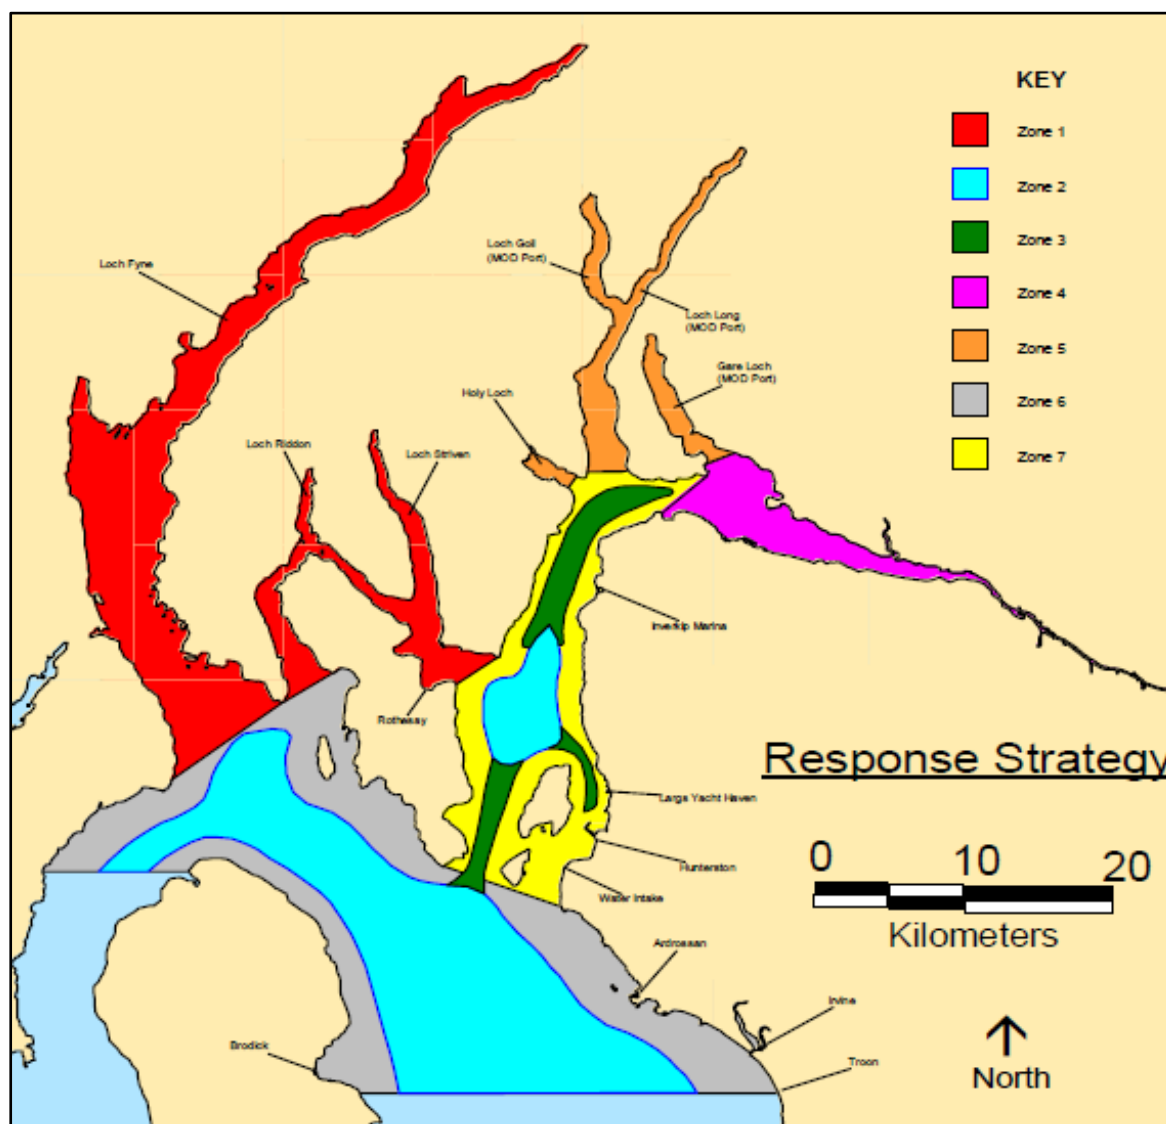 KEY
Zone 1
Zone 2
Zone 3
Zone 4
Zone 5
Zone 6
Zone 7
Loch Fyne
Loch Goil
(MOD Port)
Loch Long
(MOD Port)
Gare Loch
(MOD Port)
Holy Loch
Loch Riddon
Loch Striven
Inverkip Marina
Rothesay
Response Strategy
Largs Yacht Haven
Hunterston
Water Intake
0 10 20
Kilometers
Ardrossan
Irvine
Brodick
Troon
North